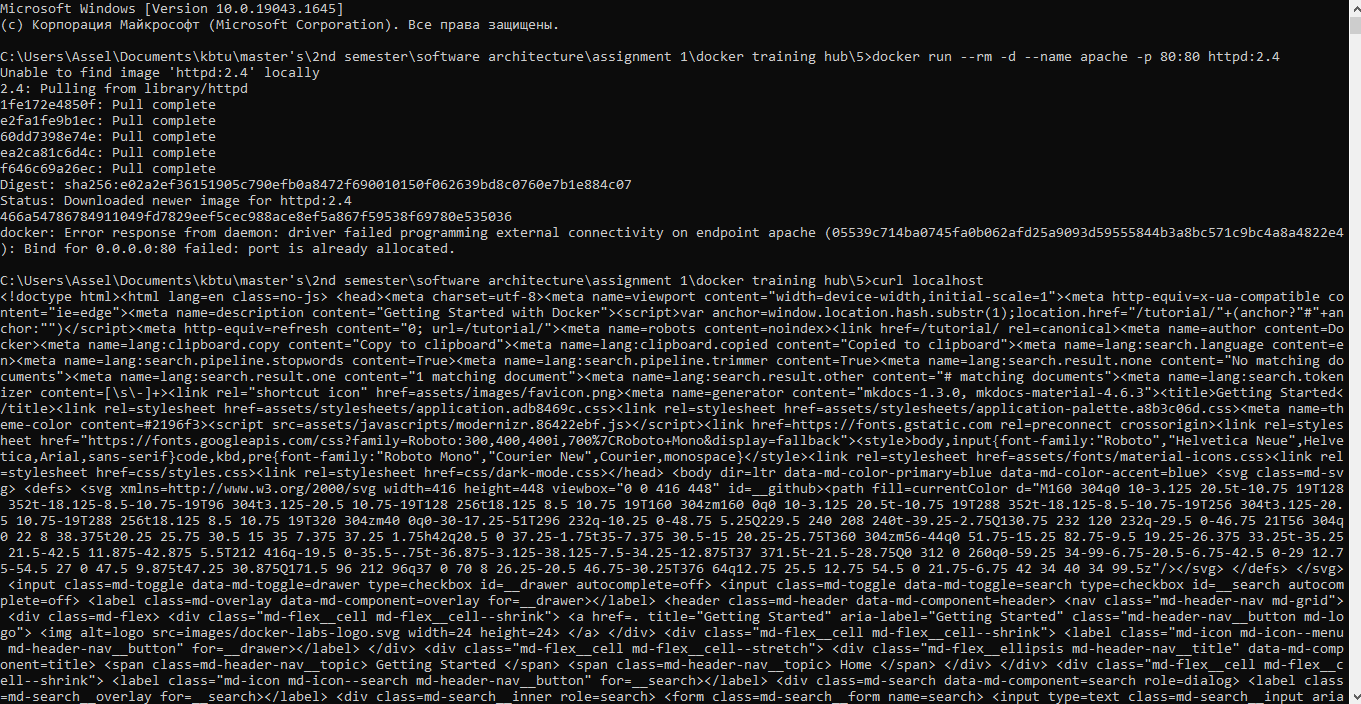 Microsoft Windows [Version 10.0.19043.1645]
(c) Корпорация Майкрософт (Microsoft Corporation). Все права защищены.
C:\Users\Assel\Documents\kbtu\master's\2nd semester\software architecture\assignment 1\docker training hub\5>docker run --rm -d --name apache -p 80:80 httpd:2.4
Unable to find image 'httpd:2.4' locally
2.4: Pulling from library/httpd
1fe172e4850f: Pull complete
e2fa1fe9b1ec: Pull complete
60dd7398e74e: Pull complete
ea2ca81c6d4c: Pull complete
f646c69a26ec: Pull complete
Digest: sha256:e02a2ef36151905c790efb0a8472f690010150f062639bd8c0760e7b1e884c07
Status: Downloaded newer image for httpd:2.4
466a54786784911049fd7829eef5cec988ace8ef5a867f59538f69780e535036
docker: Error response from daemon: driver failed programming external connectivity on endpoint apache (05539c714ba0745fa0b062afd25a9093d59555844b3a8bc571c9bc4a8a4822e4
): Bind for 0.0.0.0:80 failed: port is already allocated.
C:\Users\Assel\Documents\kbtu\master's\2nd semester\software architecture\assignment 1\docker training hub\5>curl localhost
<!doctype html><html lang=en class=no-js> <head><meta charset=utf-8><meta name=viewport content="width=device-width,initial-scale=1"><meta http-equiv=x-ua-compatible co
ntent="ie=edge"><meta name=description content="Getting Started with Docker"><script>var anchor=window.location.hash.substr(1);location.href="/tutorial/"+(anchor?"#"+an
chor:"")</script><meta http-equiv=refresh content="0; url=/tutorial/"><meta name=robots content=noindex><link href=/tutorial/ rel=canonical><meta name=author content=Do
cker><meta name=lang:clipboard.copy content="Copy to clipboard"><meta name=lang:clipboard.copied content="Copied to clipboard"><meta name=lang:search.language content=e
n><meta name=lang:search.pipeline.stopwords content=True><meta name=lang:search.pipeline.trimmer content=True><meta name=lang:search.result.none content="No matching do
cuments"><meta name=lang:search.result.one content="1 matching document"><meta name=lang:search.result.other content="# matching documents"><meta name=lang:search.token
izer content=[\s\-]+><link rel="shortcut icon" href=assets/images/favicon.png><meta name=generator content="mkdocs-1.3.0, mkdocs-material-4.6.3"><title>Getting Started<
/title><link rel=stylesheet href=assets/stylesheets/application.adb8469c.css><link rel=stylesheet href=assets/stylesheets/application-palette.a8b3c06d.css><meta name=th
eme-color content=#2196f3><script src=assets/javascripts/modernizr.86422ebf.js></script><link href=https://fonts.gstatic.com rel=preconnect crossorigin><link rel=styles
heet href="https://fonts.googleapis.com/css?family=Roboto:300,400,400i,700%7CRoboto+Mono&display=fallback"><style>body,input{font-family:"Roboto","Helvetica Neue",Helve
tica,Arial,sans-serif}code,kbd,pre{font-family:"Roboto Mono","Courier New",Courier,monospace}</style><link rel=stylesheet href=assets/fonts/material-icons.css><link rel
=stylesheet href=css/styles.css><link rel=stylesheet href=css/dark-mode.css></head> <body dir=ltr data-md-color-primary=blue data-md-color-accent=blue> <svg class=md-sv
g> <defs> <svg xmlns=http://www.w3.org/2000/svg width=416 height=448 viewbox="0 0 416 448" id=__github><path fill=currentColor d="M160 304q0 10-3.125 20.5t-10.75 19T128
 352t-18.125-8.5-10.75-19T96 304t3.125-20.5 10.75-19T128 256t18.125 8.5 10.75 19T160 304zm160 0q0 10-3.125 20.5t-10.75 19T288 352t-18.125-8.5-10.75-19T256 304t3.125-20.
5 10.75-19T288 256t18.125 8.5 10.75 19T320 304zm40 0q0-30-17.25-51T296 232q-10.25 0-48.75 5.25Q229.5 240 208 240t-39.25-2.75Q130.75 232 120 232q-29.5 0-46.75 21T56 304q
0 22 8 38.375t20.25 25.75 30.5 15 35 7.375 37.25 1.75h42q20.5 0 37.25-1.75t35-7.375 30.5-15 20.25-25.75T360 304zm56-44q0 51.75-15.25 82.75-9.5 19.25-26.375 33.25t-35.25
 21.5-42.5 11.875-42.875 5.5T212 416q-19.5 0-35.5-.75t-36.875-3.125-38.125-7.5-34.25-12.875T37 371.5t-21.5-28.75Q0 312 0 260q0-59.25 34-99-6.75-20.5-6.75-42.5 0-29 12.7
5-54.5 27 0 47.5 9.875t47.25 30.875Q171.5 96 212 96q37 0 70 8 26.25-20.5 46.75-30.25T376 64q12.75 25.5 12.75 54.5 0 21.75-6.75 42 34 40 34 99.5z"/></svg> </defs> </svg>
 <input class=md-toggle data-md-toggle=drawer type=checkbox id=__drawer autocomplete=off> <input class=md-toggle data-md-toggle=search type=checkbox id=__search autocom
plete=off> <label class=md-overlay data-md-component=overlay for=__drawer></label> <header class=md-header data-md-component=header> <nav class="md-header-nav md-grid">
 <div class=md-flex> <div class="md-flex__cell md-flex__cell--shrink"> <a href=. title="Getting Started" aria-label="Getting Started" class="md-header-nav__button md-lo
go"> <img alt=logo src=images/docker-labs-logo.svg width=24 height=24> </a> </div> <div class="md-flex__cell md-flex__cell--shrink"> <label class="md-icon md-icon--menu
 md-header-nav__button" for=__drawer></label> </div> <div class="md-flex__cell md-flex__cell--stretch"> <div class="md-flex__ellipsis md-header-nav__title" data-md-comp
onent=title> <span class=md-header-nav__topic> Getting Started </span> <span class=md-header-nav__topic> Home </span> </div> </div> <div class="md-flex__cell md-flex__c
ell--shrink"> <label class="md-icon md-icon--search md-header-nav__button" for=__search></label> <div class=md-search data-md-component=search role=dialog> <label class
=md-search__overlay for=__search></label> <div class=md-search__inner role=search> <form class=md-search__form name=search> <input type=text class=md-search__input aria